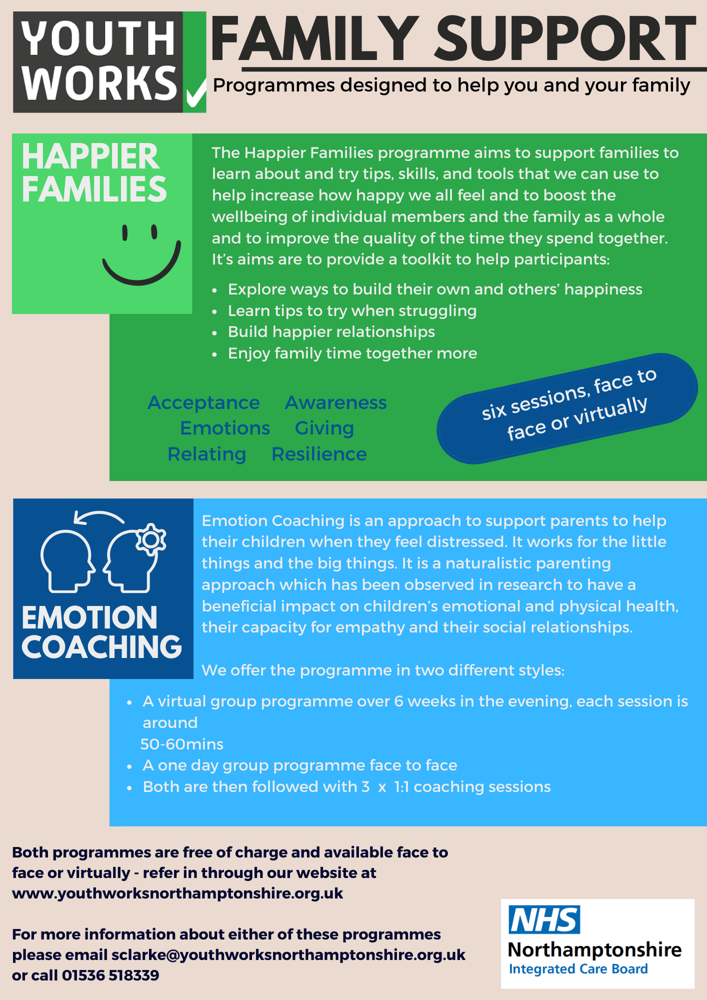 YOUTH
WORKS
FAMILY SUPPORT
Programmes designed to help you and your family
HAPPIER
FAMILIES
The Happier Families programme aims to support families to
learn about and try tips, skills, and tools that we can use to
help increase how happy we all feel and to boost the
wellbeing of individual members and the family as a whole
and to improve the quality of the time they spend together.
It’s aims are to provide a toolkit to help participants:
• Explore ways to build their own and others’ happiness
• Learn tips to try when struggling
• Build happier relationships
• Enjoy family time together more
Acceptance Awareness
Emotions Giving
Relating Resilience
six sessions, face to
face or virtually
EMOTION
COACHING
Emotion Coaching is an approach to support parents to help
their children when they feel distressed. It works for the little
things and the big things. It is a naturalistic parenting
approach which has been observed in research to have a
beneficial impact on children’s emotional and physical health,
their capacity for empathy and their social relationships.
We offer the programme in two different styles:
• A virtual group programme over 6 weeks in the evening, each session is
around
50-60mins
• A one day group programme face to face
• Both are then followed with 3 x 1:1 coaching sessions
Both programmes are free of charge and available face to
face or virtually - refer in through our website at
www.youthworksnorthamptonshire.org.uk
For more information about either of these programmes
please email sclarke@youthworksnorthamptonshire.org.uk
or call 01536 518339
NHS
Northamptonshire
Integrated Care Board